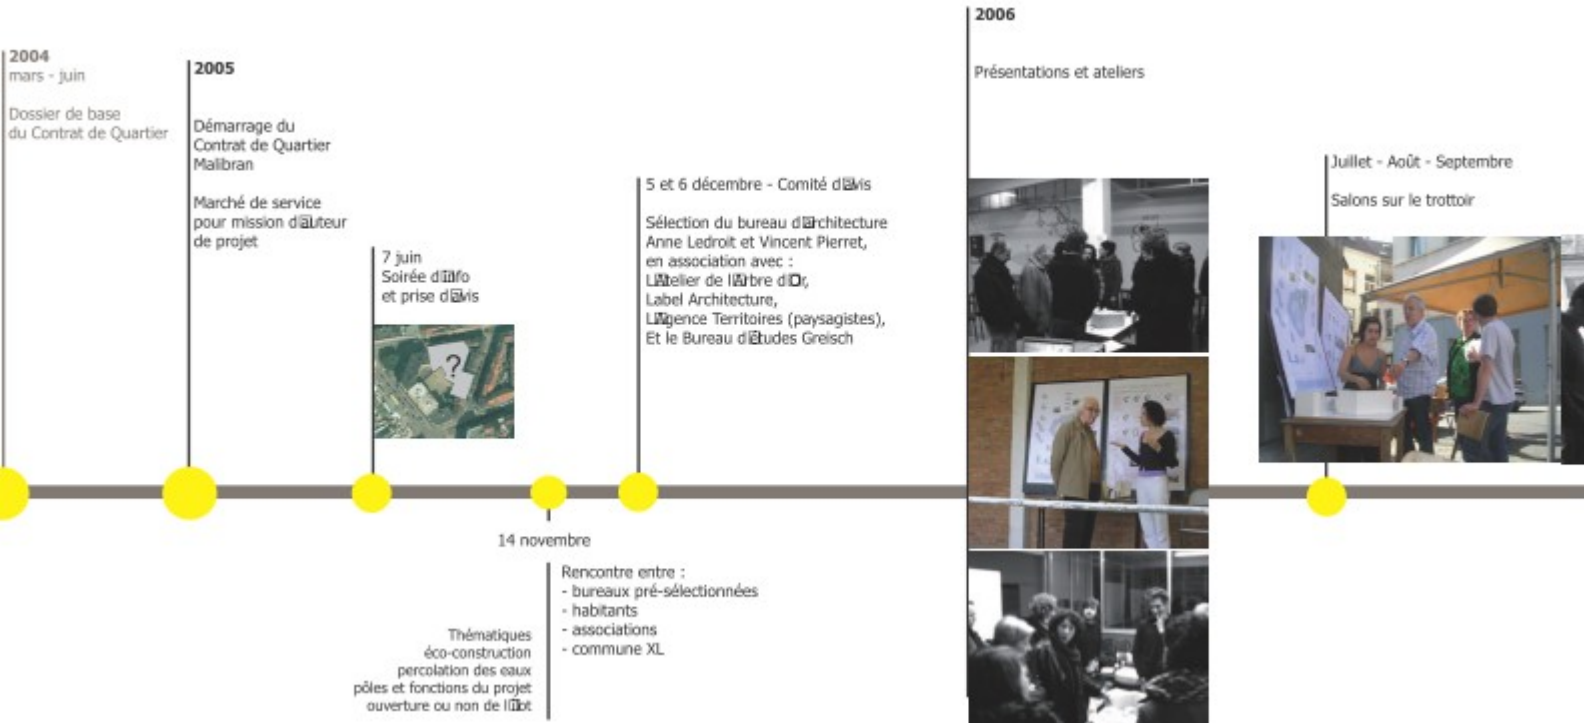 2004
mars - juin
Dossier de base
du Contrat de Quartier
2005
Démarrage du
Contrat de Quartier
Malibran
Marché de service
pour mission d'auteur
de projet
7 juin
Soirée d'info
et prise d'avis
?
14 novembre
Rencontre entre :
- bureaux pré-sélectionnées
- habitants
- associations
- commune XL
Thématiques
éco-construction
percolation des eaux
pôles et fonctions du projet
ouverture ou non de l'îlot
5 et 6 décembre - Comité d'avis
Sélection du bureau d'architecture
Anne Ledroit et Vincent Pierret,
en association avec :
L'Atelier de l'Arbre d'Or,
Label Architecture,
L'Agence Territoires (paysagistes),
Et le Bureau d'études Greisch
2006
Présentations et ateliers
Juillet - Août - Septembre
Salons sur le trottoir